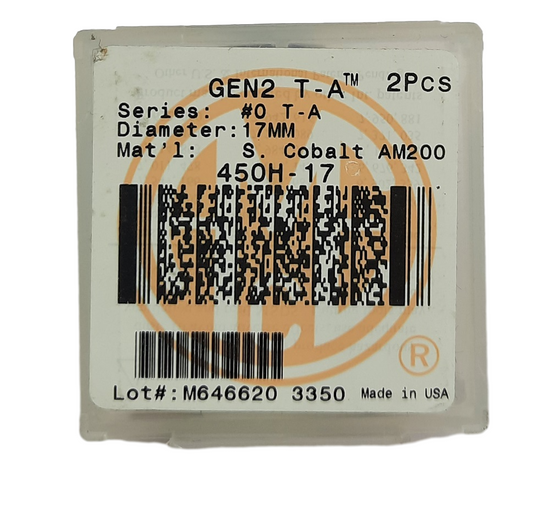 GEN2 T-A™ 2Pcs
Series: #0 T-A
Diameter:17MM
Mat'l: S. Cobalt AM200
450H-17
®
Lot#:M646620 3350 Made in USA